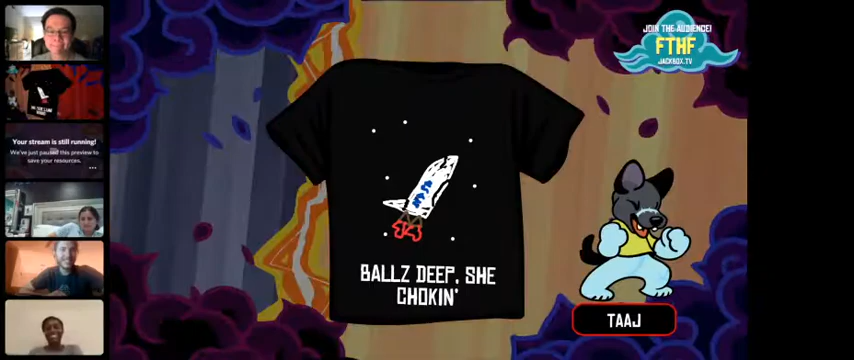 JOIN THE AUDIENCE!
FTHF
JACKBOX.TV
Your stream is still running!
We've just paused this preview to
save your resources.
BALLZ DEEP, SHE
CHOKIN'
TAAJ